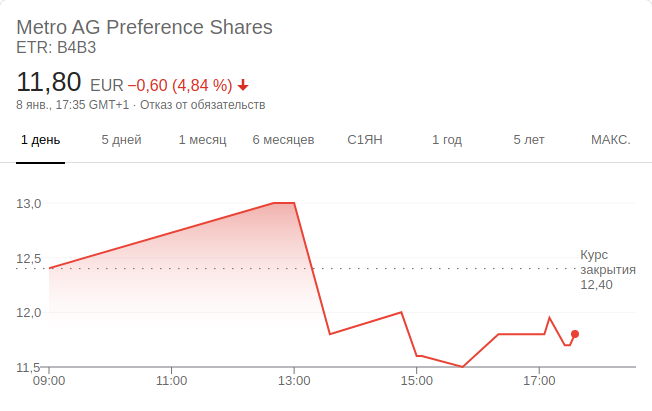 Metro AG Preference Shares
ETR: B4B3
11,80 EUR −0,60 (4,84 %)
8 янв., 17:35 GMT+1 · Отказ от обязательств
1 день 5 дней 1 месяц 6 месяцев С1ЯН 1 год 5 лет МАКС.
13,0
12,5
Курс
закрытия
12,40
12,0
11,5
09:00 11:00 13:00 15:00 17:00